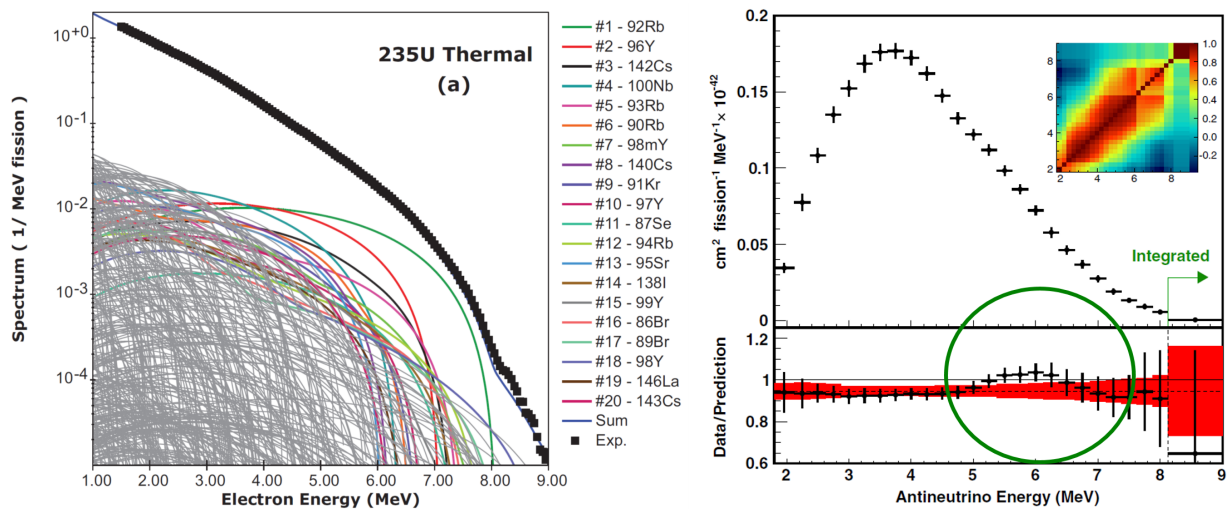 235U Thermal
(a)
Spectrum ( 1/ MeV fission)
10+0
10-1
10-2
10-3
10-4
1.00 2.00 3.00 4.00 5.00 6.00 7.00 8.00 9.00
Electron Energy (MeV)
#1 - 92Rb
#2 - 96Y
#3 - 142Cs
#4 - 100Nb
#5 - 93Rb
#6 - 90Rb
#7 - 98mY
#8 - 140Cs
#9 - 91Kr
#10 - 97Y
#11 - 87Se
#12 - 94Rb
#13 - 95Sr
#14 - 138I
#15 - 99Y
#16 - 86Br
#17 - 89Br
#18 - 98Y
#19 - 146La
#20 - 143Cs
Sum
Exp.
cm2 fission-1 MeV-1× 10-42
0.2
0.15
0.1
0.05
0
8
6
4
2
2 4 6 8
1.0
0.8
0.6
0.4
0.2
0.0
-0.2
Integrated
Data/Prediction
1.2
1
0.8
0.6
2 3 4 5 6 7 8 9
Antineutrino Energy (MeV)